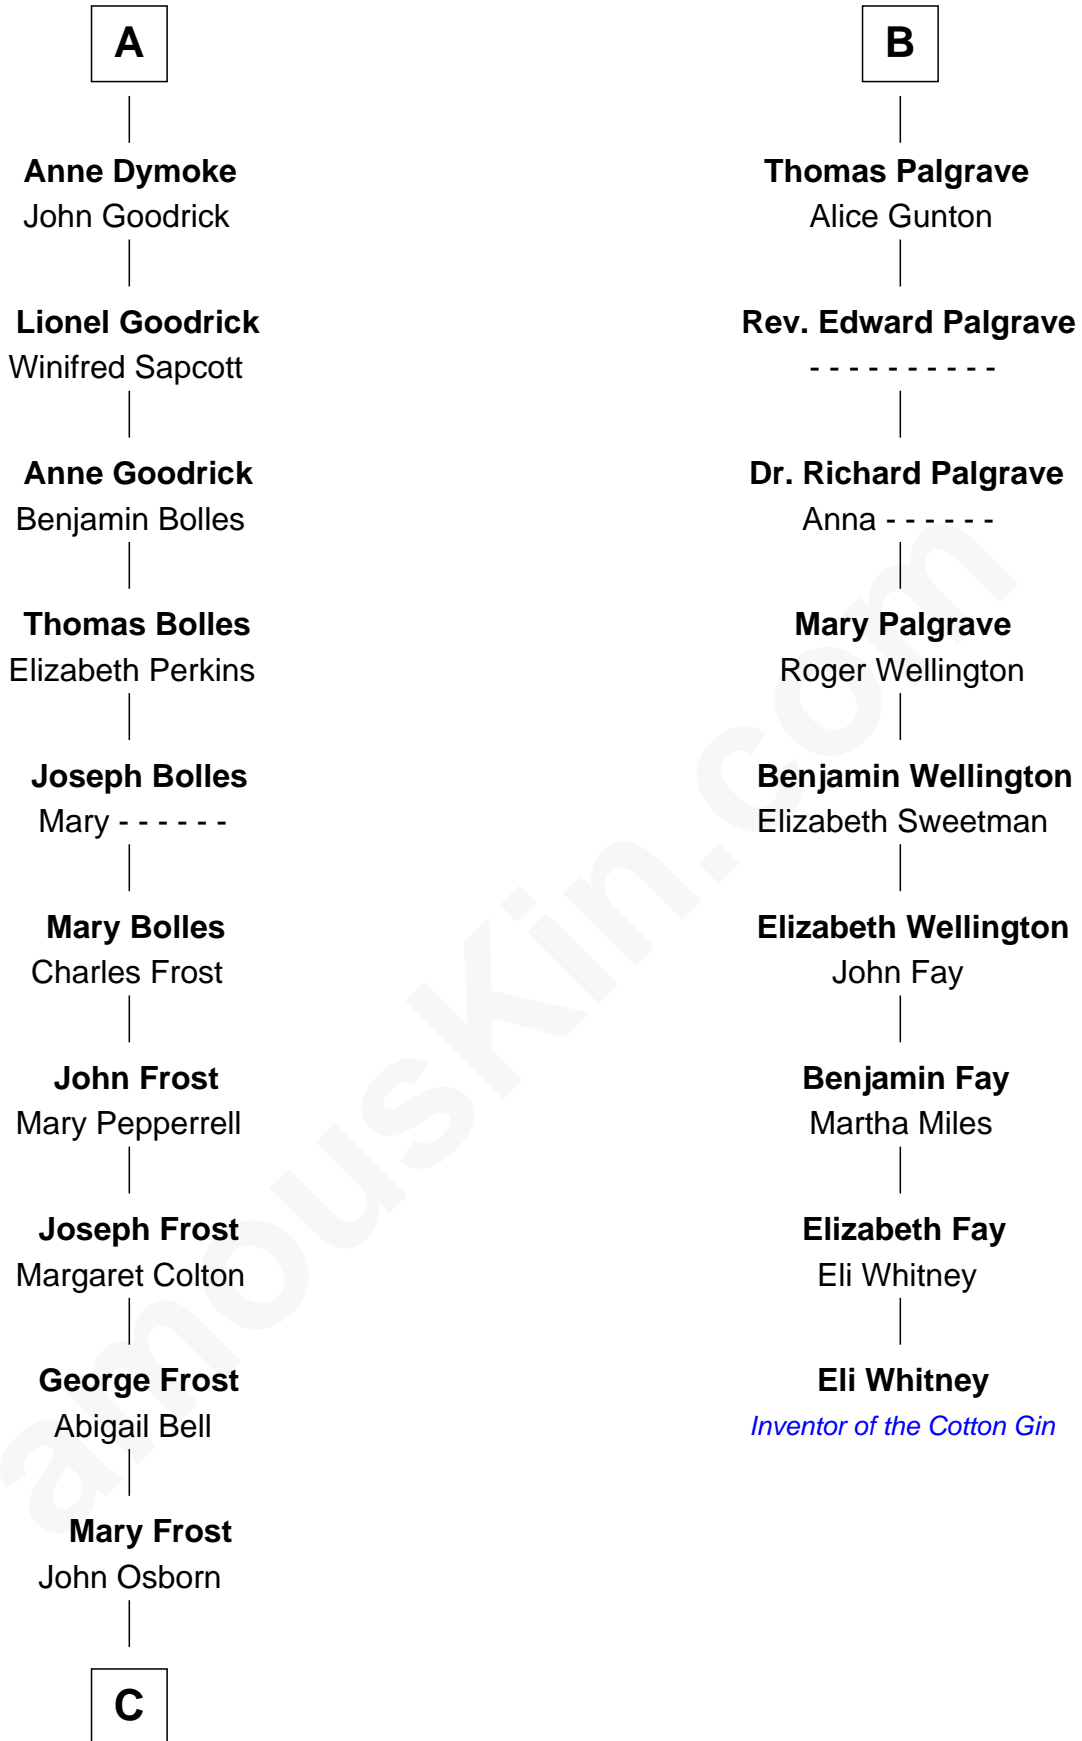 A
Anne Dymoke
John Goodrick
Lionel Goodrick
Winifred Sapcott
Anne Goodrick
Benjamin Bolles
Thomas Bolles
Elizabeth Perkins
Joseph Bolles
Mary - - - - - -
Mary Bolles
Charles Frost
John Frost
Mary Pepperrell
Joseph Frost
Margaret Colton
George Frost
Abigail Bell
Mary Frost
John Osborn
C
B
Thomas Palgrave
Alice Gunton
Rev. Edward Palgrave
- - - - - - - - - -
Dr. Richard Palgrave
Anna - - - - - -
Mary Palgrave
Roger Wellington
Benjamin Wellington
Elizabeth Sweetman
Elizabeth Wellington
John Fay
Benjamin Fay
Martha Miles
Elizabeth Fay
Eli Whitney
Eli Whitney
Inventor of the Cotton Gin
amousKin.com